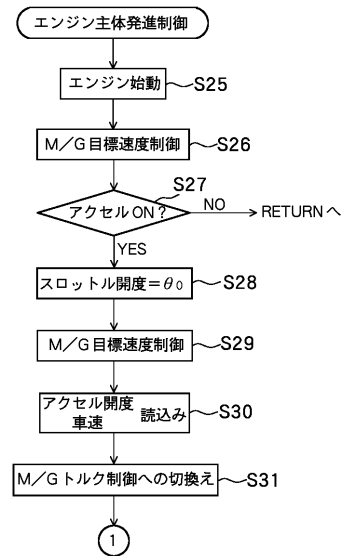 エンジン主体発進制御
エンジン始動 S25
M/G目標速度制御 S26
S27
アクセルON? NO RETURNへ
YES
スロットル開度=θ₀ S28
M/G目標速度制御 S29
アクセル開度
車速 読込み S30
M/Gトルク制御への切換え S31
1